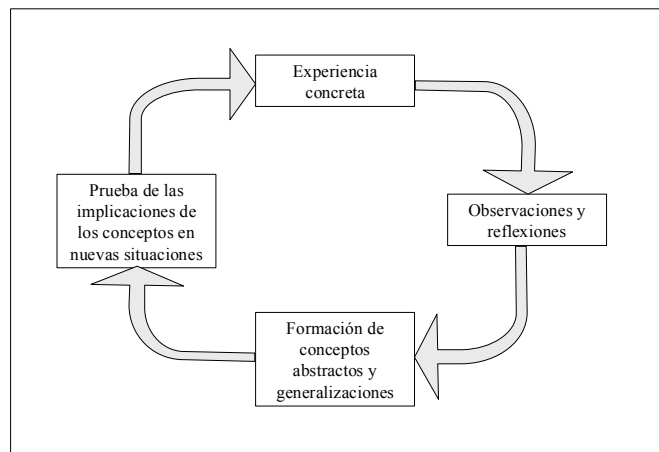 Experiencia
concreta
Observaciones y
reflexiones
Formación de
conceptos
abstractos y
generalizaciones
Prueba de las
implicaciones de
los conceptos en
nuevas situaciones